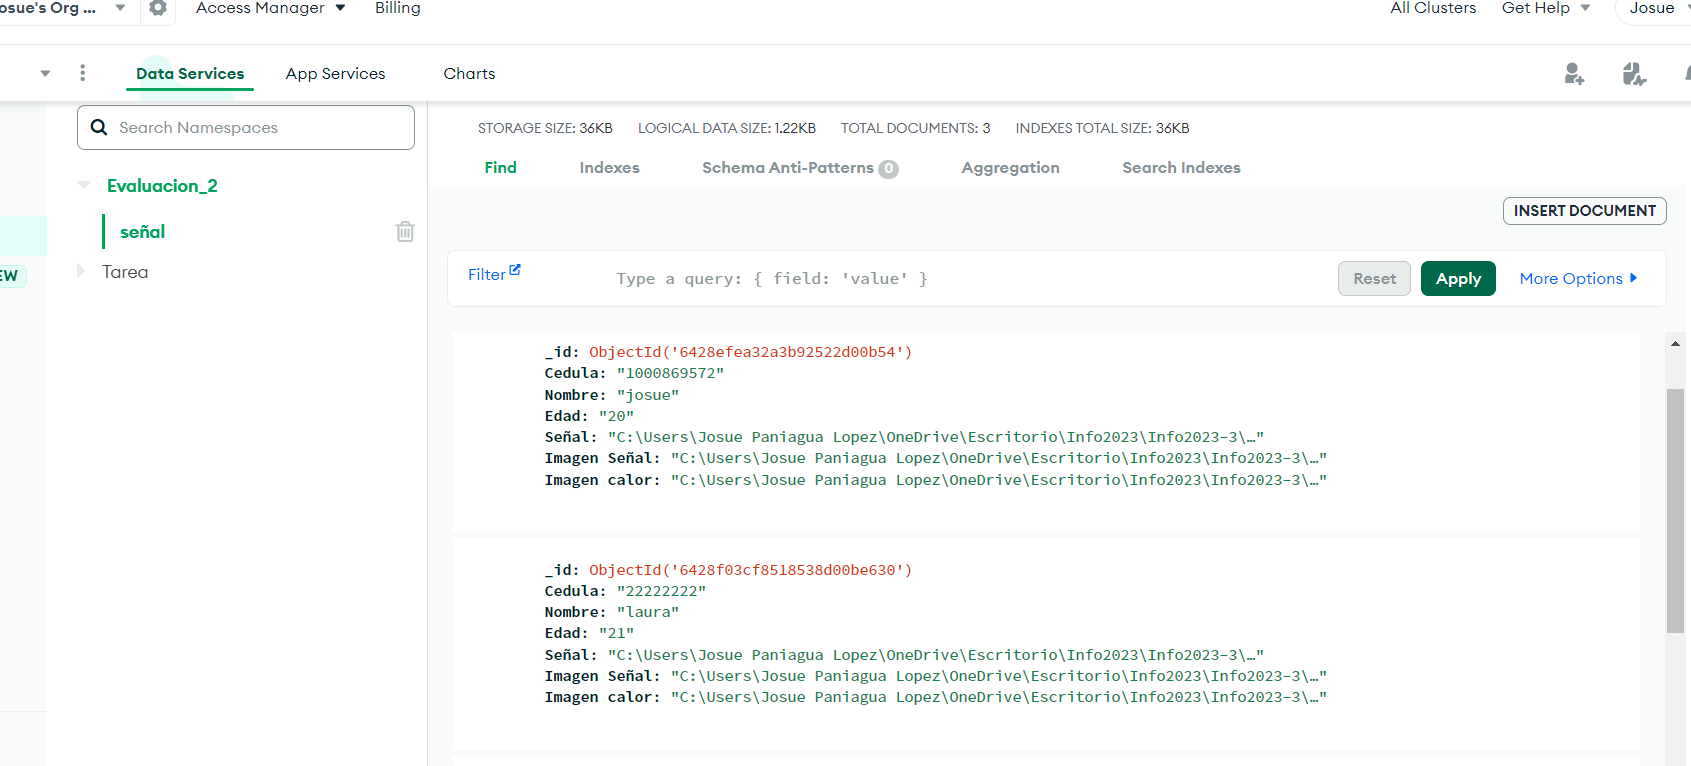 osue's Org ...
Access Manager
Billing
All Clusters
Get Help
Josue
Data Services
App Services
Charts
Search Namespaces
STORAGE SIZE: 36KB LOGICAL DATA SIZE: 1.22KB TOTAL DOCUMENTS: 3 INDEXES TOTAL SIZE: 36KB
Find Indexes Schema Anti-Patterns 0 Aggregation Search Indexes
Evaluacion_2
señal
EW
Tarea
INSERT DOCUMENT
Filter Type a query: { field: 'value' } Reset Apply More Options
_id: ObjectId('6428efea32a3b92522d00b54')
Cedula: "1000869572"
Nombre: "josue"
Edad: "20"
Señal: "C:\Users\Josue Paniagua Lopez\OneDrive\Escritorio\Info2023\Info2023-3\…"
Imagen Señal: "C:\Users\Josue Paniagua Lopez\OneDrive\Escritorio\Info2023\Info2023-3\…"
Imagen calor: "C:\Users\Josue Paniagua Lopez\OneDrive\Escritorio\Info2023\Info2023-3\…"
_id: ObjectId('6428f03cf8518538d00be630')
Cedula: "22222222"
Nombre: "laura"
Edad: "21"
Señal: "C:\Users\Josue Paniagua Lopez\OneDrive\Escritorio\Info2023\Info2023-3\…"
Imagen Señal: "C:\Users\Josue Paniagua Lopez\OneDrive\Escritorio\Info2023\Info2023-3\…"
Imagen calor: "C:\Users\Josue Paniagua Lopez\OneDrive\Escritorio\Info2023\Info2023-3\…"